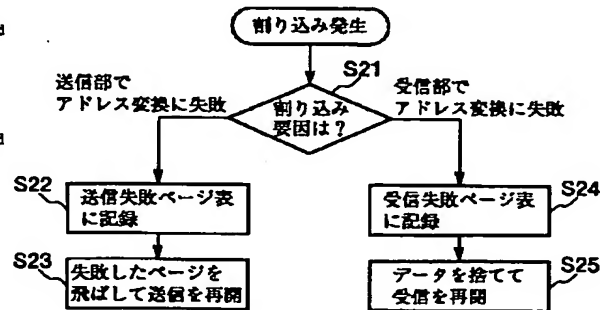 割り込み発生
S21
送信部で
アドレス変換に失敗
受信部で
アドレス変換に失敗
割り込み
要因は？
S22
送信失敗ページ表
に記録
S24
受信失敗ページ表
に記録
S23
失敗したページを
飛ばして送信を再開
S25
データを捨てて
受信を再開